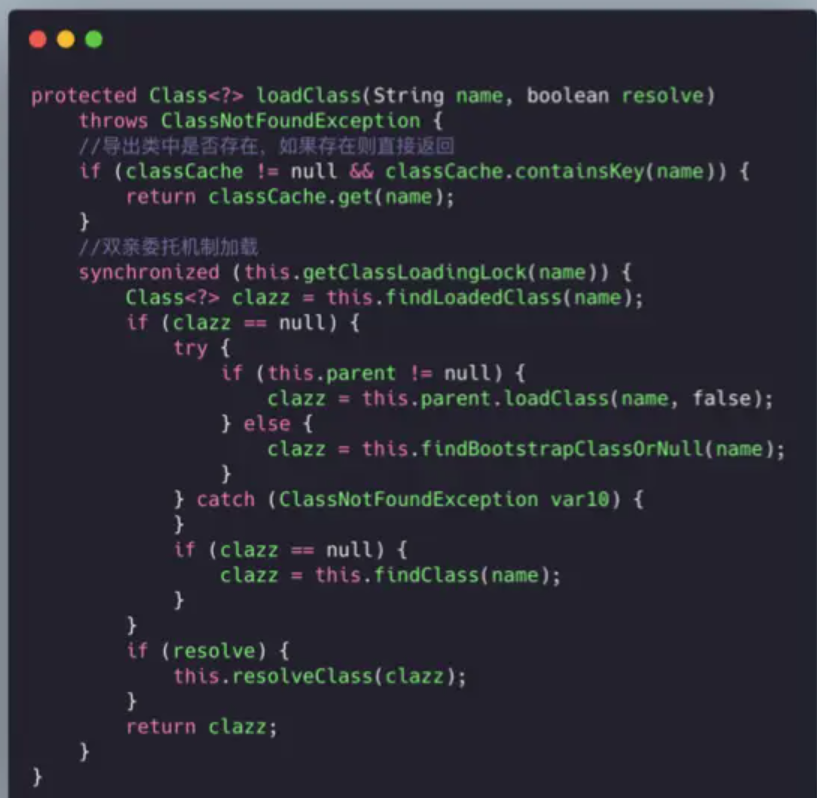 protected Class<?> loadClass(String name, boolean resolve)
    throws ClassNotFoundException {
    //导出类中是否存在，如果存在则直接返回
    if (classCache != null && classCache.containsKey(name)) {
        return classCache.get(name);
    }
    //双亲委托机制加载
    synchronized (this.getClassLoadingLock(name)) {
        Class<?> clazz = this.findLoadedClass(name);
        if (clazz == null) {
            try {
                if (this.parent != null) {
                    clazz = this.parent.loadClass(name, false);
                } else {
                    clazz = this.findBootstrapClassOrNull(name);
                }
            } catch (ClassNotFoundException var10) {
            }
            if (clazz == null) {
                clazz = this.findClass(name);
            }
        }
        if (resolve) {
            this.resolveClass(clazz);
        }
        return clazz;
    }
}